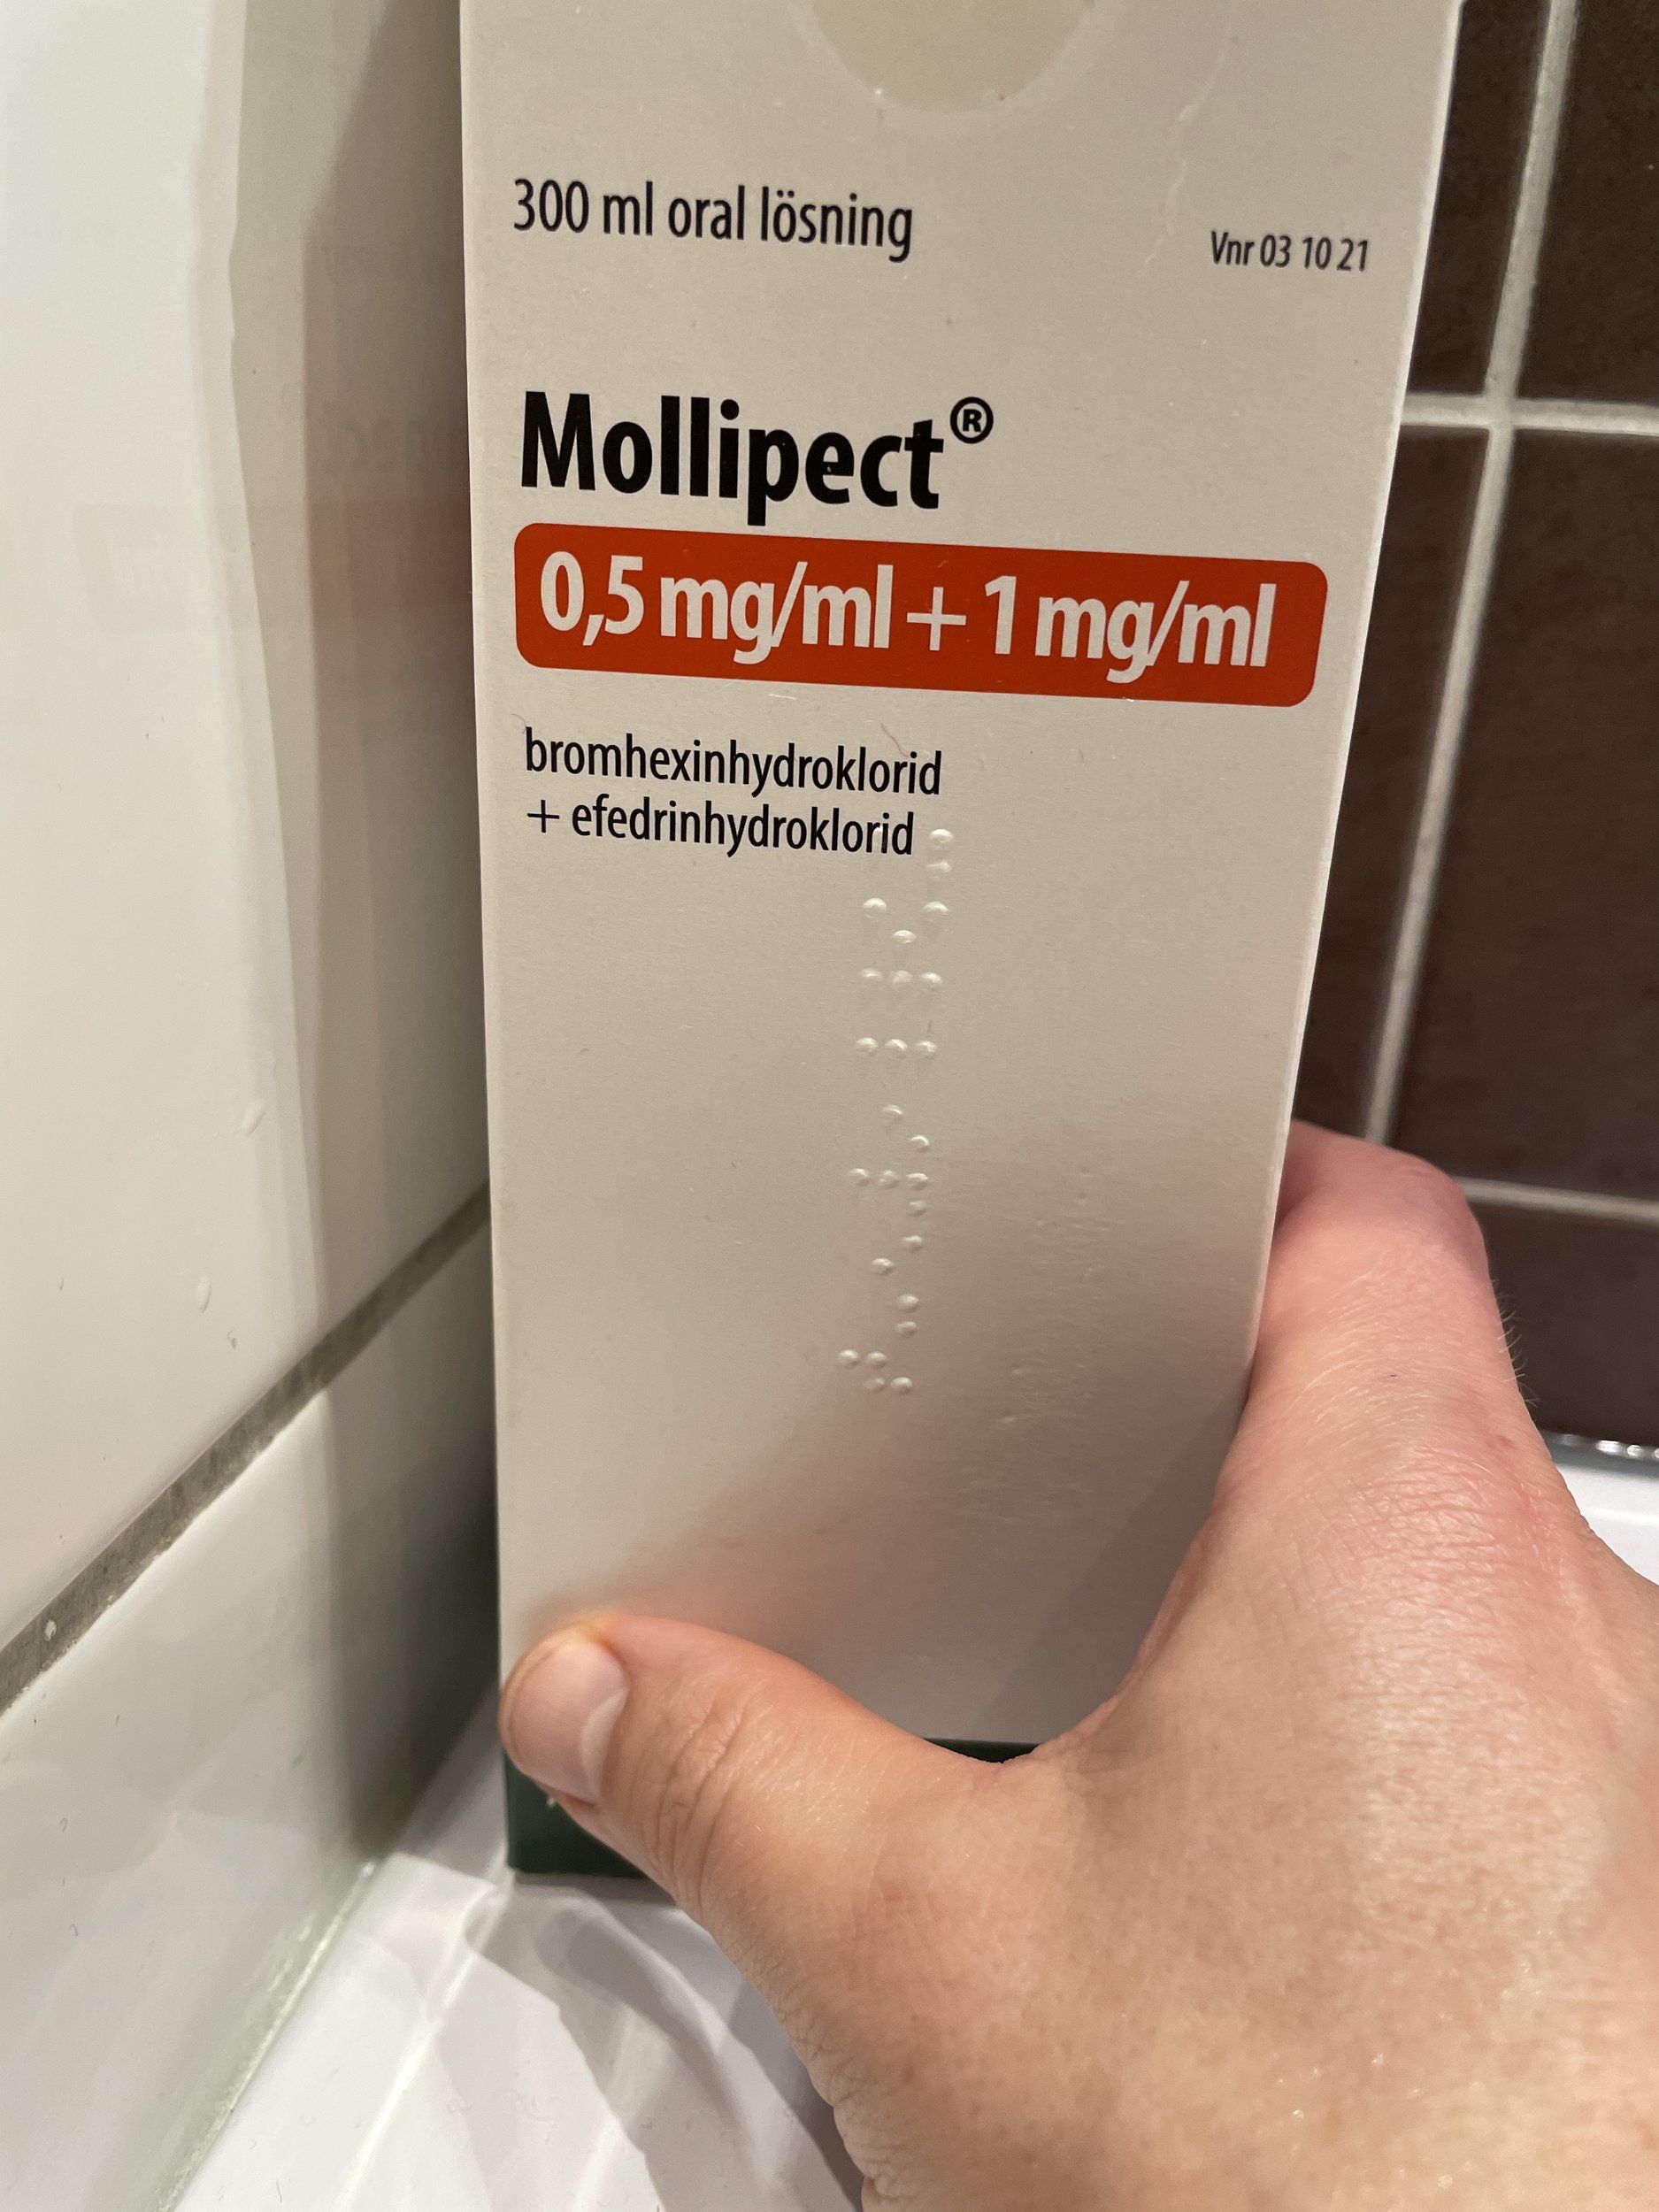 300 ml oral lösning
Vnr 03 10 21
Mollipect®
0,5 mg/ml + 1 mg/ml
bromhexinhydroklorid
+ efedrinhydroklorid